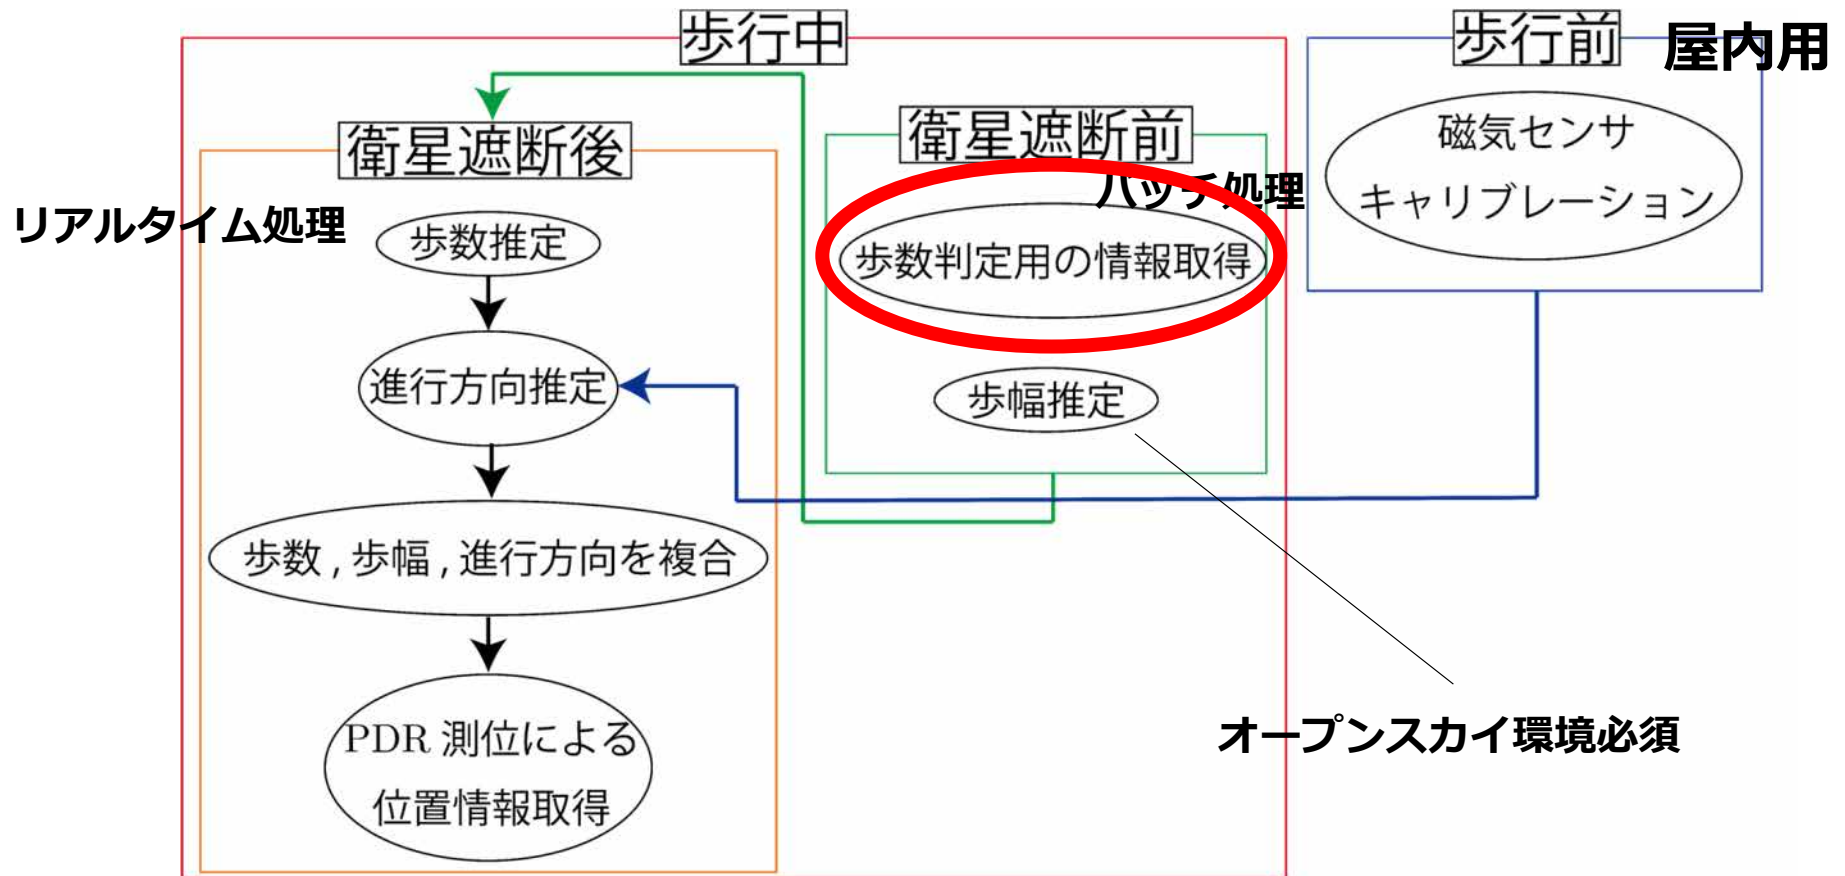 歩行中
歩行前
屋内用
衛星遮断後
衛星遮断前
磁気センサ
キャリブレーション
バッチ処理
リアルタイム処理
歩数推定
歩数判定用の情報取得
進行方向推定
歩幅推定
歩数 , 歩幅 , 進行方向を複合
オープンスカイ環境必須
PDR 測位による
位置情報取得